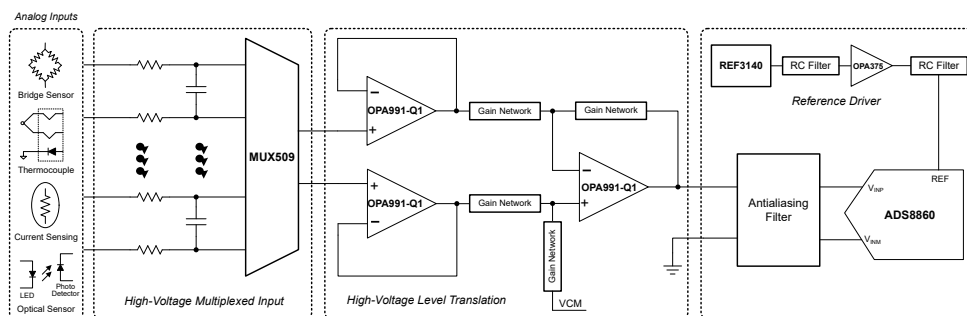 Analog Inputs
Bridge Sensor
Thermocouple
Current Sensing
LED
Photo
Detector
Optical Sensor
MUX509
High-Voltage Multiplexed Input
OPA991-Q1
OPA991-Q1
Gain Network
Gain Network
Gain Network
Gain Network
OPA991-Q1
VCM
High-Voltage Level Translation
REF3140
RC Filter
OPA375
RC Filter
Reference Driver
Antialiasing
Filter
VINP
VINM
REF
ADS8860